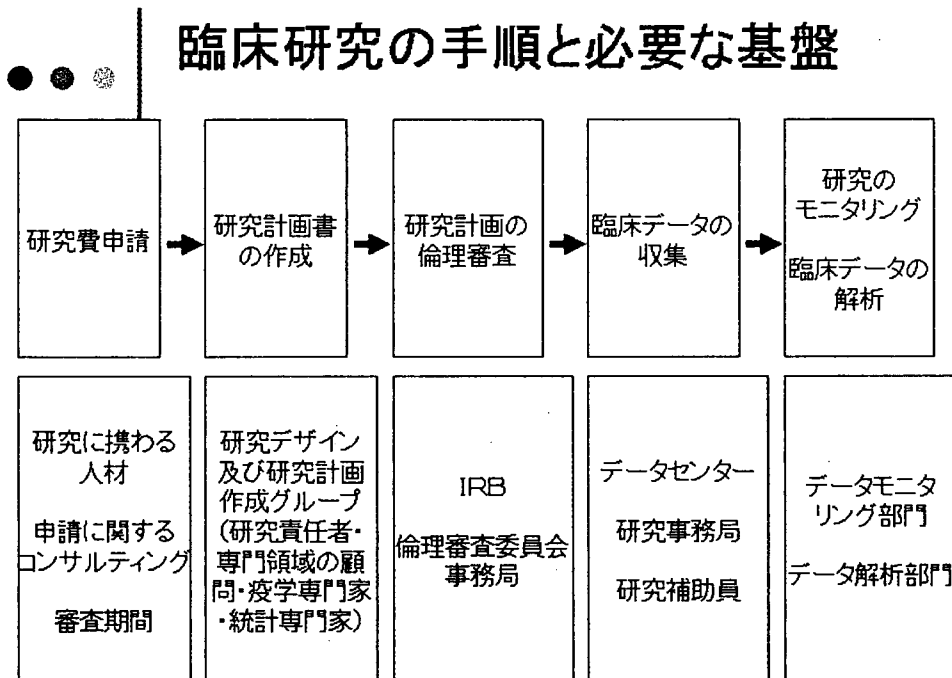 臨床研究の手順と必要な基盤
研究費申請
研究計画書
の作成
研究計画の
倫理審査
臨床データの
収集
研究の
モニタリング
臨床データの
解析
研究に携わる
人材
申請に関する
コンサルティング
審査期間
研究デザイン
及び研究計画
作成グループ
(研究責任者・
専門領域の顧
問・疫学専門家
・統計専門家)
IRB
倫理審査委員会
事務局
データセンター
研究事務局
研究補助員
データモニタ
リング部門
データ解析部門